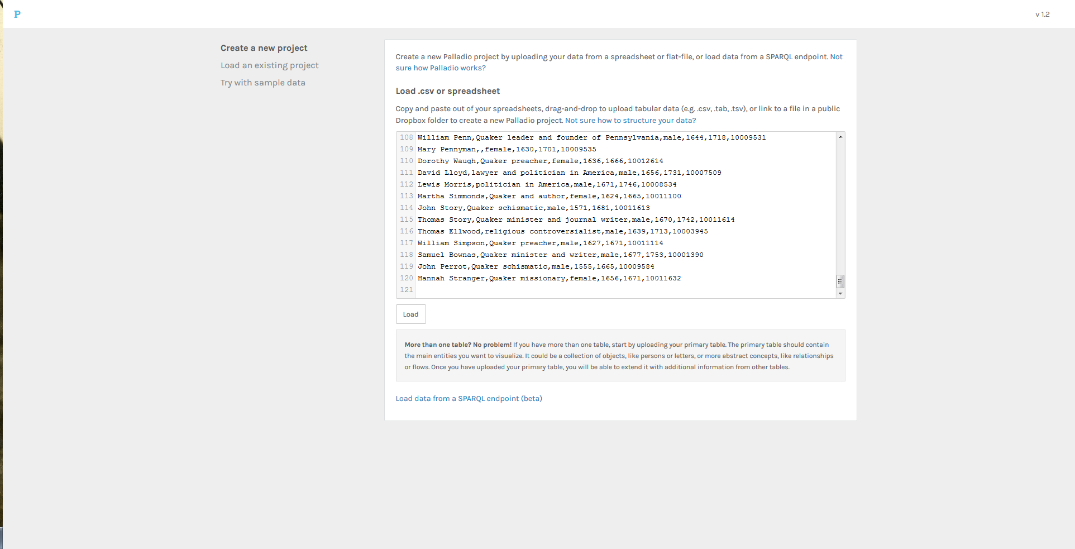 P
v 1.2
Create a new project
Load an existing project
Try with sample data
Create a new Palladio project by uploading your data from a spreadsheet or flat-file, or load data from a SPARQL endpoint. Not
sure how Palladio works?
Load .csv or spreadsheet
Copy and paste out of your spreadsheets, drag-and-drop to upload tabular data (e.g. .csv, .tab, .tsv), or link to a file in a public
Dropbox folder to create a new Palladio project. Not sure how to structure your data?
108 William Penn,Quaker leader and founder of Pennsylvania,male,1644,1718,10009531
109 Mary Pennyman,,female,1630,1701,10009535
110 Dorothy Waugh,Quaker preacher,female,1636,1666,10012614
111 David Lloyd,lawyer and politician in America,male,1656,1731,10007509
112 Lewis Morris,politician in America,male,1671,1746,10008534
113 Martha Simmonds,Quaker and author,female,1624,1665,10011100
114 John Story,Quaker schismatic,male,1571,1681,10011613
115 Thomas Story,Quaker minister and journal writer,male,1670,1742,10011614
116 Thomas Ellwood,religious controversialist,male,1639,1713,10003945
117 William Simpson,Quaker preacher,male,1627,1671,10011114
118 Samuel Bownas,Quaker minister and writer,male,1677,1753,10001390
119 John Perrot,Quaker schismatic,male,1555,1665,10009584
120 Hannah Stranger,Quaker missionary,female,1656,1671,10011632
121
Load
More than one table? No problem! If you have more than one table, start by uploading your primary table. The primary table should contain
the main entities you want to visualize. It could be a collection of objects, like persons or letters, or more abstract concepts, like relationships
or flows. Once you have uploaded your primary table, you will be able to extend it with additional information from other tables.
Load data from a SPARQL endpoint (beta)